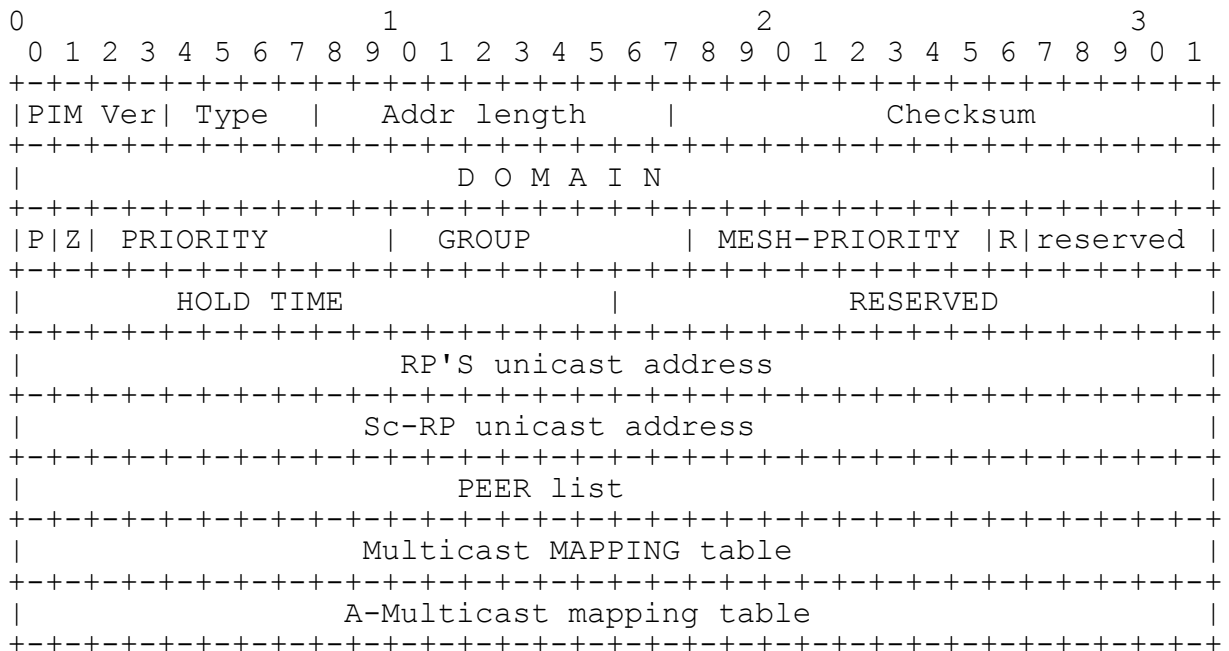 0                   1                   2                   3
 0 1 2 3 4 5 6 7 8 9 0 1 2 3 4 5 6 7 8 9 0 1 2 3 4 5 6 7 8 9 0 1
+-+-+-+-+-+-+-+-+-+-+-+-+-+-+-+-+-+-+-+-+-+-+-+-+-+-+-+-+-+-+-+-+
|PIM Ver| Type  |   Addr length    |           Checksum         |
+-+-+-+-+-+-+-+-+-+-+-+-+-+-+-+-+-+-+-+-+-+-+-+-+-+-+-+-+-+-+-+-+
|                       D O M A I N                             |
+-+-+-+-+-+-+-+-+-+-+-+-+-+-+-+-+-+-+-+-+-+-+-+-+-+-+-+-+-+-+-+-+
|P|Z| PRIORITY      |  GROUP        | MESH-PRIORITY |R|reserved |
+-+-+-+-+-+-+-+-+-+-+-+-+-+-+-+-+-+-+-+-+-+-+-+-+-+-+-+-+-+-+-+-+
|        HOLD TIME              |            RESERVED           |
+-+-+-+-+-+-+-+-+-+-+-+-+-+-+-+-+-+-+-+-+-+-+-+-+-+-+-+-+-+-+-+-+
|                    RP'S unicast address                       |
+-+-+-+-+-+-+-+-+-+-+-+-+-+-+-+-+-+-+-+-+-+-+-+-+-+-+-+-+-+-+-+-+
|                  Sc-RP unicast address                        |
+-+-+-+-+-+-+-+-+-+-+-+-+-+-+-+-+-+-+-+-+-+-+-+-+-+-+-+-+-+-+-+-+
|                       PEER list                               |
+-+-+-+-+-+-+-+-+-+-+-+-+-+-+-+-+-+-+-+-+-+-+-+-+-+-+-+-+-+-+-+-+
|                  Multicast MAPPING table                      |
+-+-+-+-+-+-+-+-+-+-+-+-+-+-+-+-+-+-+-+-+-+-+-+-+-+-+-+-+-+-+-+-+
|                 A-Multicast mapping table                     |
+-+-+-+-+-+-+-+-+-+-+-+-+-+-+-+-+-+-+-+-+-+-+-+-+-+-+-+-+-+-+-+-+